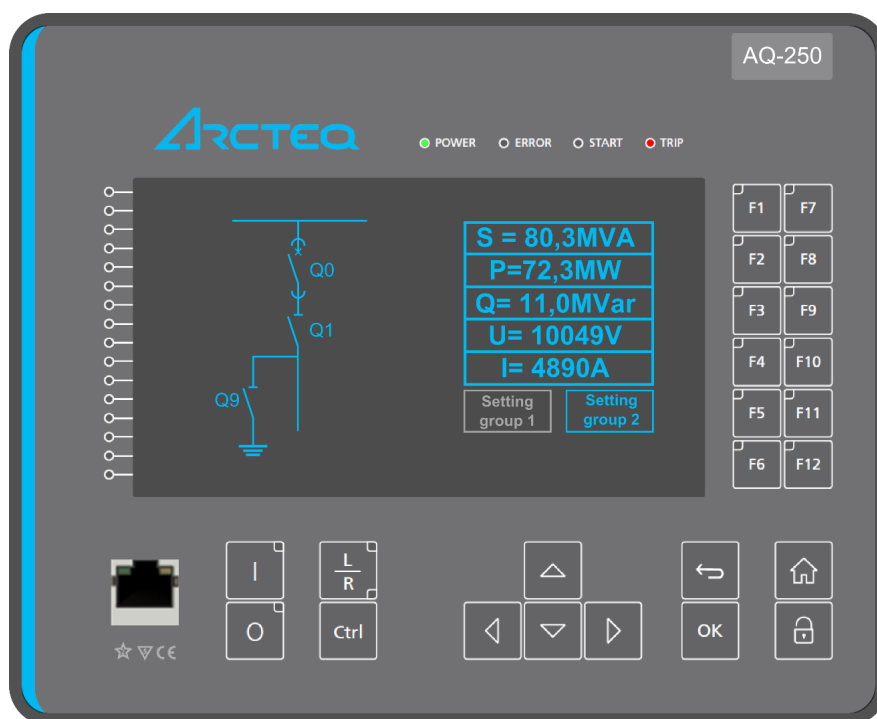 AQ-250
ARCTEQ
POWER ERROR START TRIP
Q0
Q1
Q9
S = 80,3MVA
P=72,3MW
Q= 11,0MVar
U= 10049V
I= 4890A
Setting
group 1
Setting
group 2
F1 F7
F2 F8
F3 F9
F4 F10
F5 F11
F6 F12
I
L
R
O
Ctrl
OK
CE